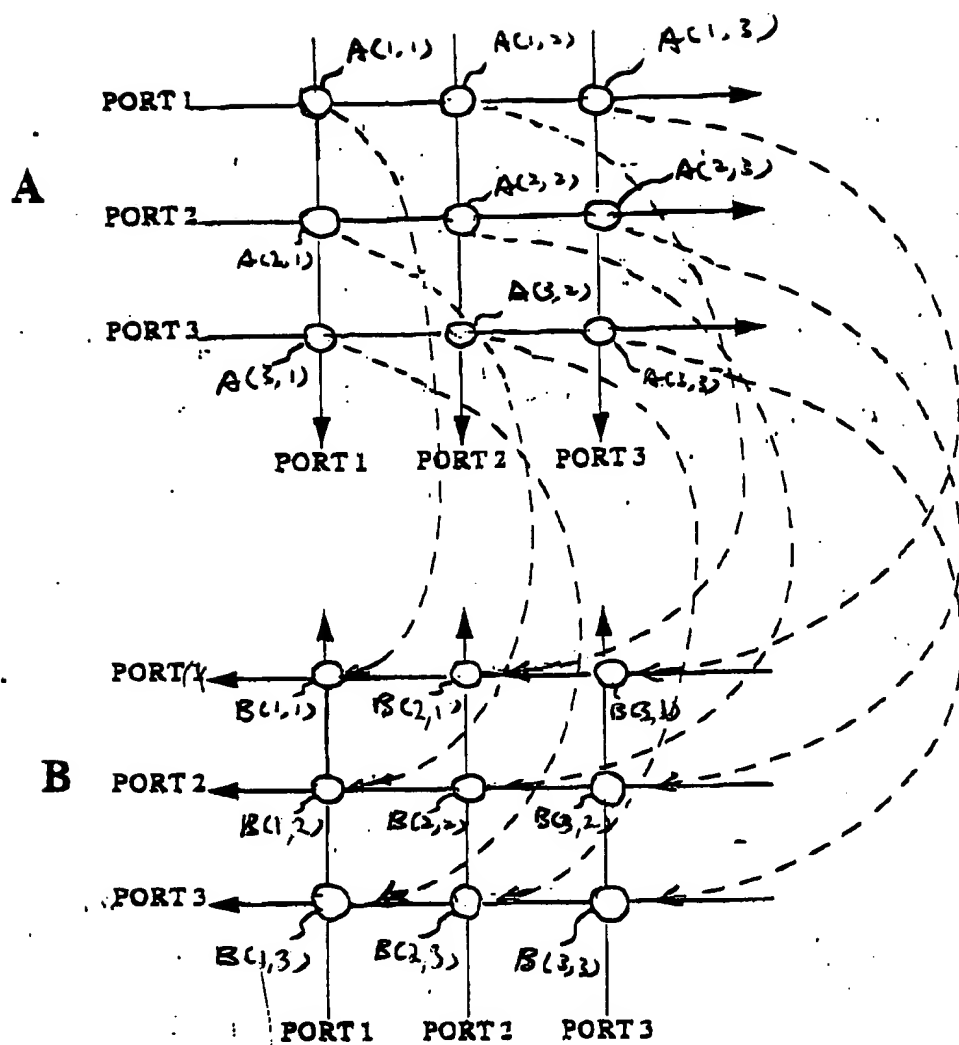 A(1,1) A(1,2) A(1,3)
PORT 1
A
A(2,2) A(2,3)
PORT 2
A(2,1)
A(3,2)
PORT 3
A(3,1) A(3,3)
PORT 1 PORT 2 PORT 3
PORT 1
B(1,1) B(2,1) B(3,1)
B
PORT 2
B(1,2) B(2,2) B(3,2)
PORT 3
B(1,3) B(2,3) B(3,3)
PORT 1 PORT 2 PORT 3